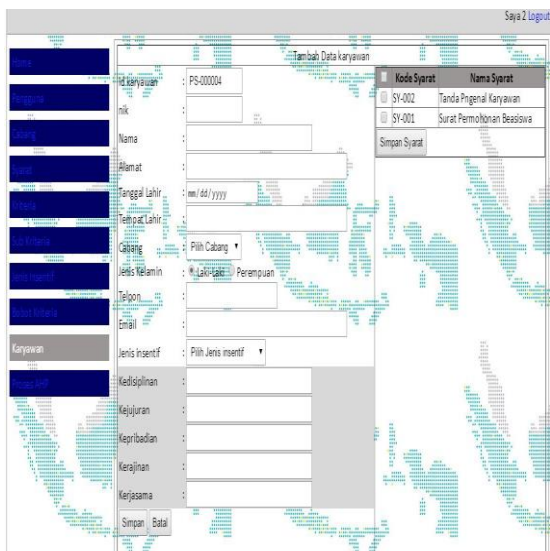 Saya 2 Logout
Home
Pengguna
Cabang
Syarat
Kriteria
Sub Kriteria
Jenis Insentif
Bobot Kriteria
Karyawan
Proses AHP
Tambah Data karyawan
id karyawan : PS-000004
nik :
Nama :
Alamat :
Tanggal Lahir : mm/dd/yyyy
Tempat Lahir :
Cabang : Pilih Cabang
Jenis Kelamin : Laki-laki Perempuan
Telpon :
Email :
Jenis insentif : Pilih Jenis insentif
Kedisiplinan :
Kejujuran :
Kepribadian :
Kerajinan :
Kerjasama :
Simpan Batal
Kode Syarat Nama Syarat
SY-002 Tanda Pngenal Karyawan
SY-001 Surat Permohonan Beasiswa
Simpan Syarat